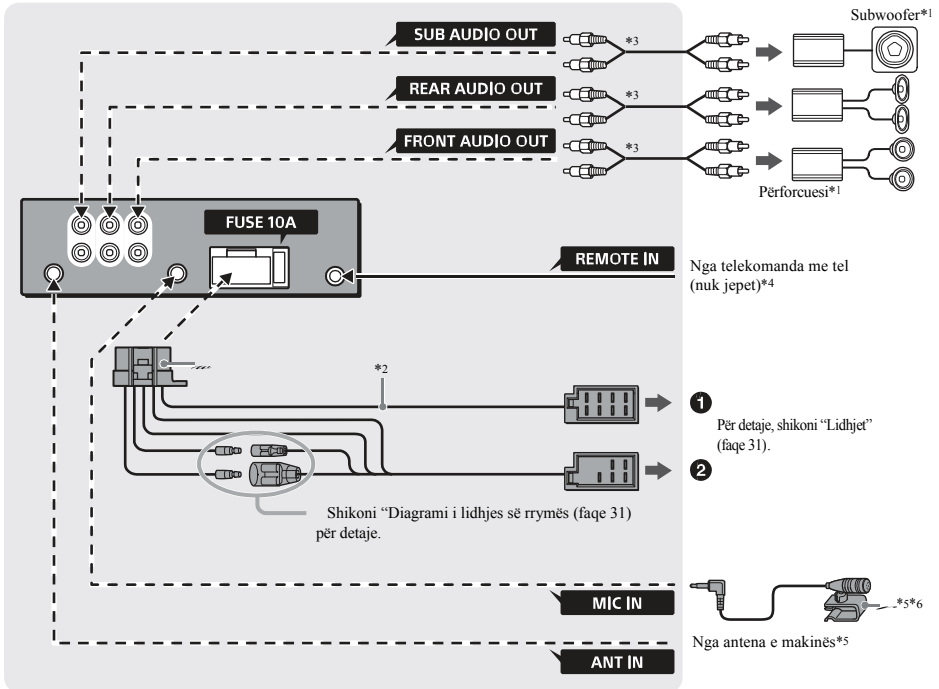 Subwoofer*1
SUB AUDIO OUT
*3
REAR AUDIO OUT
*3
FRONT AUDIO OUT
*3
Përforcuesi*1
FUSE 10A
REMOTE IN
Nga telekomanda me tel
(nuk jepet)*4
*2
1
Për detaje, shikoni “Lidhjet”
(faqe 31).
2
Shikoni “Diagrami i lidhjes së rrymës (faqe 31)
për detaje.
MIC IN
*5*6
Nga antena e makinës*5
ANT IN